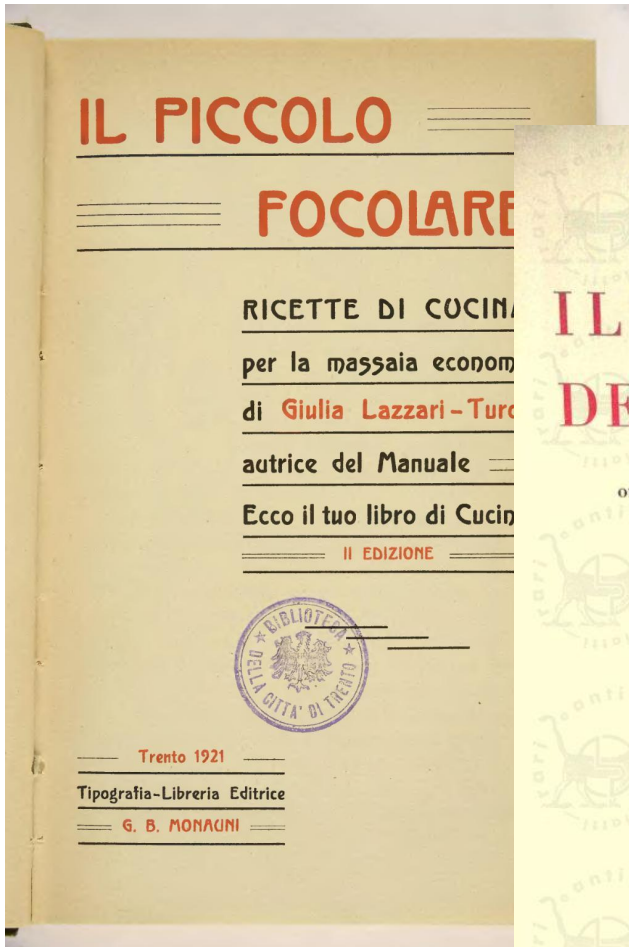 IL PICCOLO
FOCOLARE
RICETTE DI CUCINA
per la massaia econom
di Giulia Lazzari-Turc
autrice del Manuale
Ecco il tuo libro di Cucin
II EDIZIONE
BIBLIOTECA
DELLA CITTA' DI TRENTO
Trento 1921
Tipografia-Libreria Editrice
G. B. MONAUNI
IL
DE